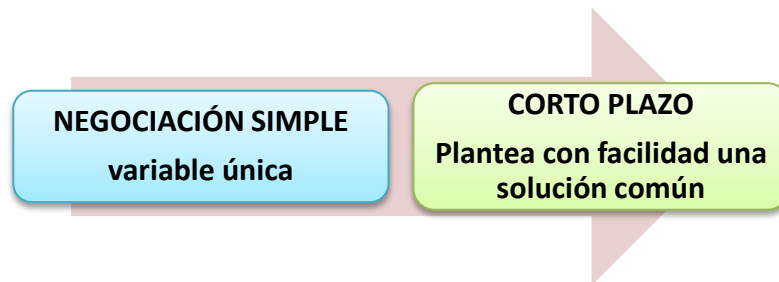 NEGOCIACIÓN SIMPLE
variable única
CORTO PLAZO
Plantea con facilidad una
solución común